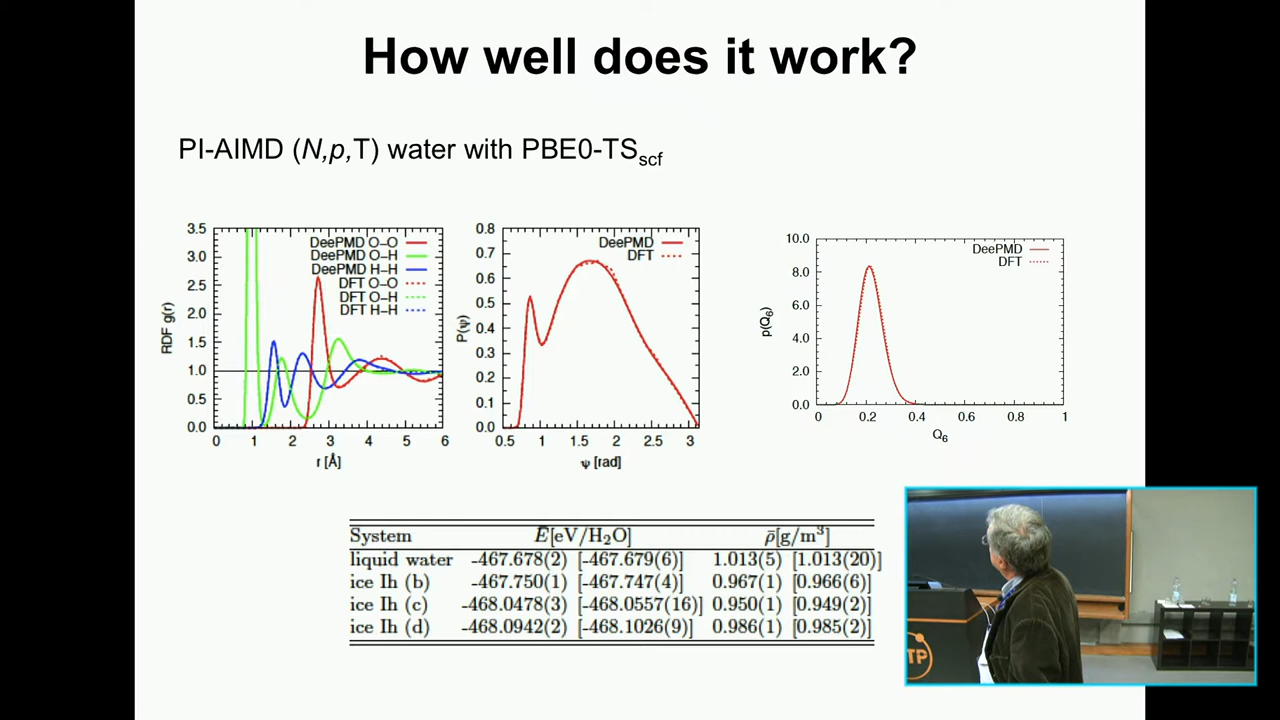 How well does it work?
PI-AIMD (N,p,T) water with PBE0-TSscf
3.5
3.0
2.5
2.0
1.5
1.0
0.5
0.0
RDF g(r)
DeePMD O-O
DeePMD O-H
DeePMD H-H
DFT O-O
DFT O-H
DFT H-H
0 1 2 3 4 5 6
r [Å]
0.8
0.7
0.6
0.5
0.4
0.3
0.2
0.1
0.0
P(ψ)
DeePMD
DFT
0.5 1 1.5 2 2.5 3
ψ [rad]
10.0
8.0
6.0
4.0
2.0
0.0
p(Q6)
DeePMD
DFT
0 0.2 0.4 0.6 0.8 1
Q6
System Ē[eV/H2O] ρ̄[g/m³]
liquid water -467.678(2) [-467.679(6)] 1.013(5) [1.013(20)]
ice Ih (b) -467.750(1) [-467.747(4)] 0.967(1) [0.966(6)]
ice Ih (c) -468.0478(3) [-468.0557(16)] 0.950(1) [0.949(2)]
ice Ih (d) -468.0942(2) [-468.1026(9)] 0.986(1) [0.985(2)]
TP